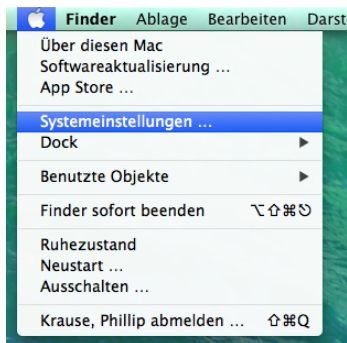 Finder Ablage Bearbeiten Darst
Über diesen Mac
Softwareaktualisierung ...
App Store ...
Systemeinstellungen ...
Dock ▶
Benutzte Objekte ▶
Finder sofort beenden ⌥⇧⌘⎋
Ruhezustand
Neustart ...
Ausschalten ...
Krause, Phillip abmelden ... ⇧⌘Q